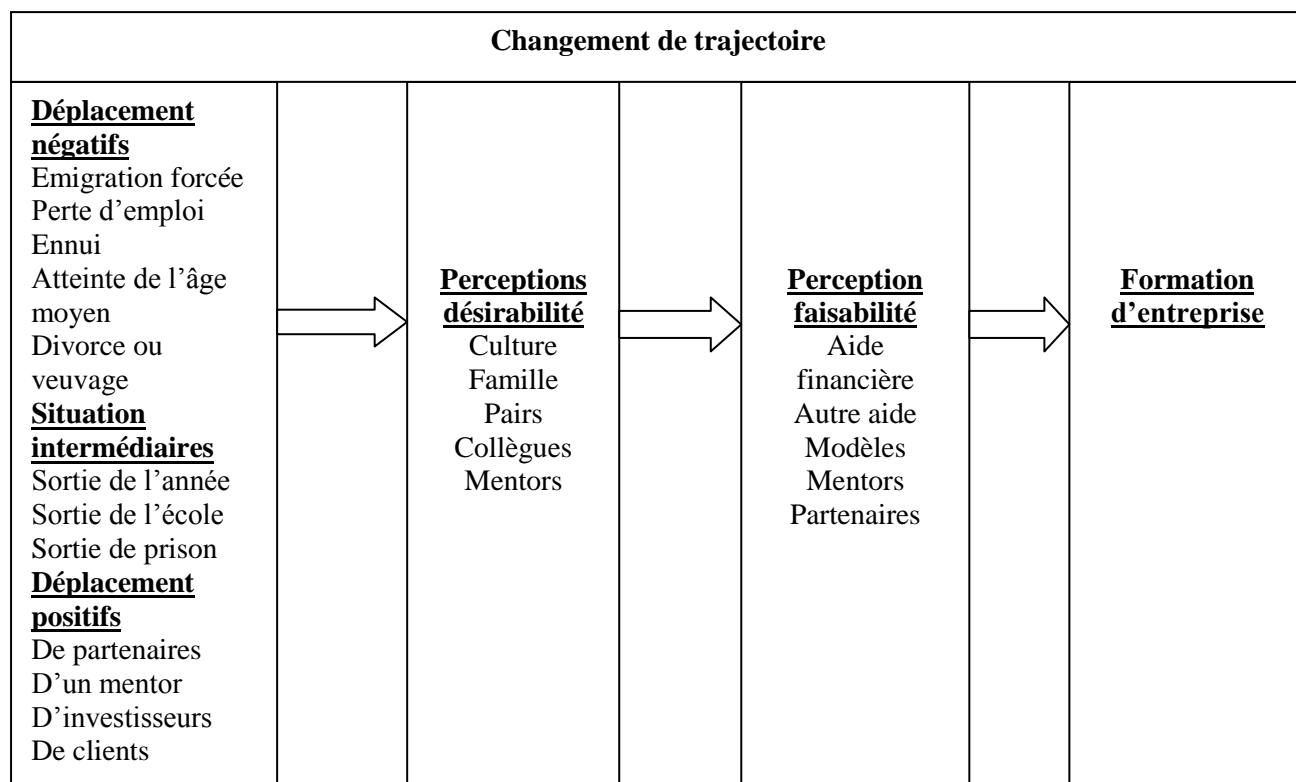 Changement de trajectoire
Déplacement
négatifs
Emigration forcée
Perte d'emploi
Ennui
Atteinte de l'âge
moyen
Divorce ou
veuvage
Situation
intermédiaires
Sortie de l'année
Sortie de l'école
Sortie de prison
Déplacement
positifs
De partenaires
D'un mentor
D'investisseurs
De clients
Perceptions
désirabilité
Culture
Famille
Pairs
Collègues
Mentors
Perception
faisabilité
Aide
financière
Autre aide
Modèles
Mentors
Partenaires
Formation
d'entreprise